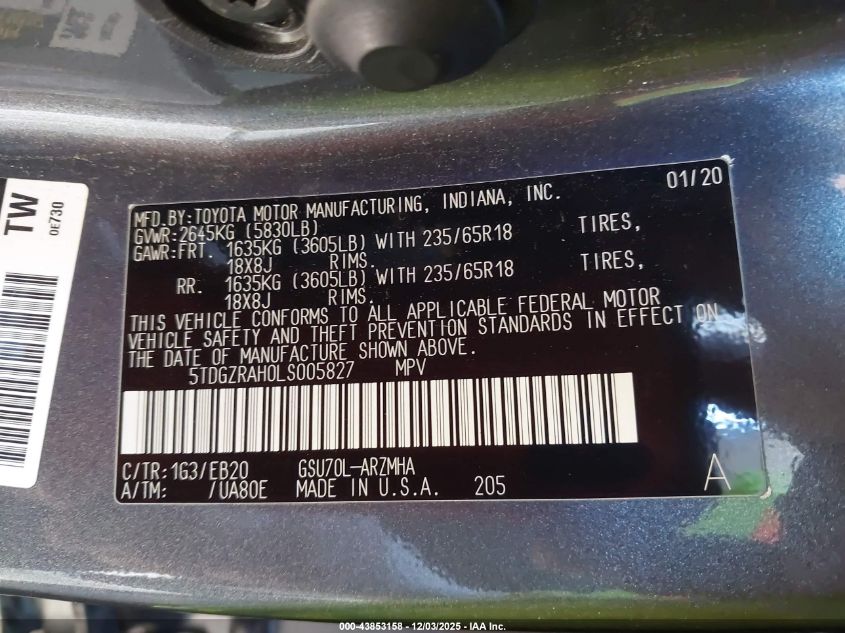 TW
0E730
01/20
MFD.BY:TOYOTA MOTOR MANUFACTURING, INDIANA, INC.
GVWR:2645KG (5830LB)
GAWR:FRT. 1635KG (3605LB) WITH 235/65R18 TIRES,
18X8J RIMS.
RR. 1635KG (3605LB) WITH 235/65R18 TIRES,
18X8J RIMS.
THIS VEHICLE CONFORMS TO ALL APPLICABLE FEDERAL MOTOR
VEHICLE SAFETY AND THEFT PREVENTION STANDARDS IN EFFECT ON
THE DATE OF MANUFACTURE SHOWN ABOVE.
5TDGZRAH0LS005827 MPV
C/TR:1G3/EB20 GSU70L-ARZMHA
A/TM: /UA80E MADE IN U.S.A. 205 A
000-43853158 - 12/03/2025 - IAA Inc.